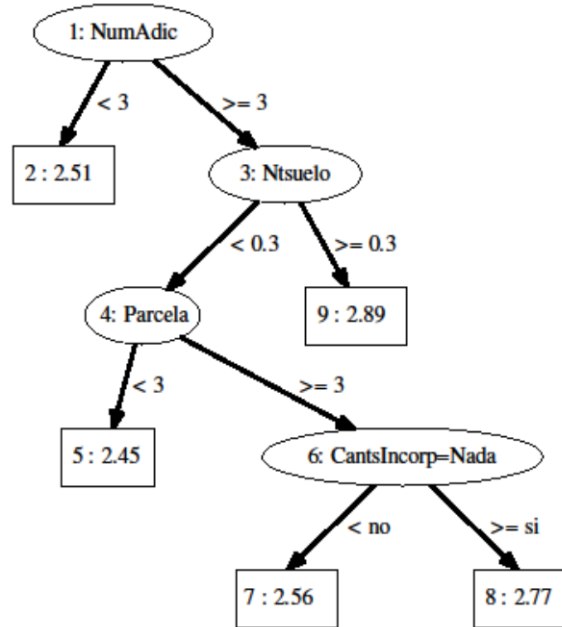 1: NumAdic
< 3
>= 3
2 : 2.51
3: Ntsuelo
< 0.3
>= 0.3
4: Parcela
9 : 2.89
< 3
>= 3
5 : 2.45
6: CantsIncorp=Nada
< no
>= si
7 : 2.56
8 : 2.77